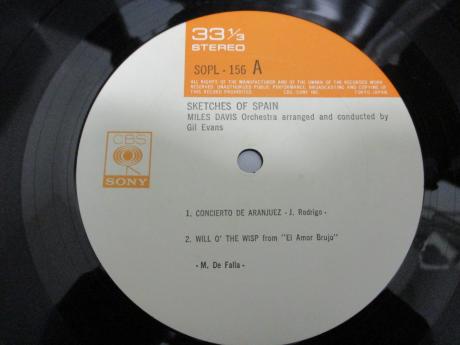 33 1/3
STEREO
SOPL-156 A
ALL RIGHTS OF THE MANUFACTURER AND OF THE OWNER OF THE RECORDED WORK
RESERVED. UNAUTHORIZED PUBLIC PERFORMANCE, BROADCASTING AND COPYING OF
THIS RECORD PROHIBITED. CBS/SONY INC. TOKYO JAPAN.
SKETCHES OF SPAIN
MILES DAVIS Orchestra arranged and conducted by
Gil Evans
CBS
SONY
1. CONCIERTO DE ARANJUEZ - J. Rodrigo -
2. WILL O' THE WISP from "El Amor Brujo"
- M. De Falla -